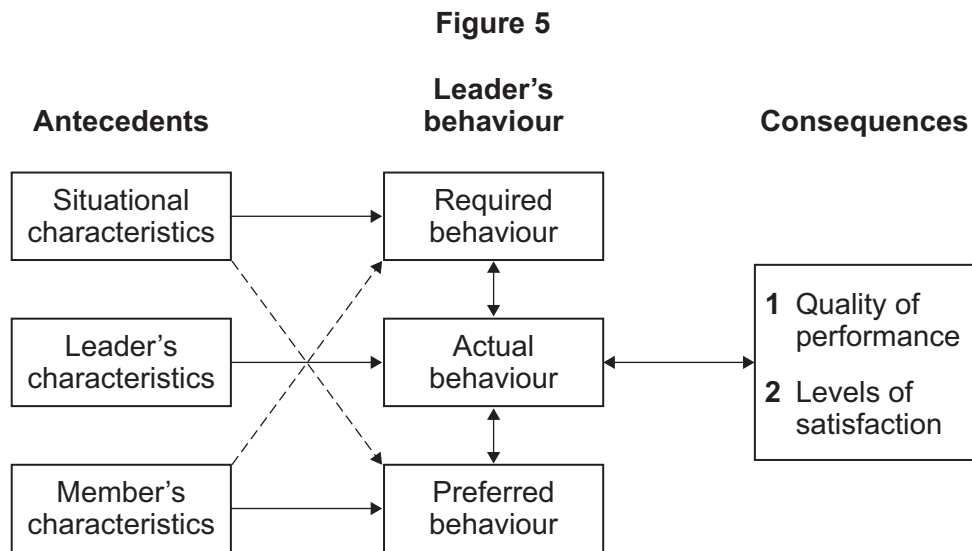 Figure 5
Antecedents
Leader’s
behaviour
Consequences
Situational
characteristics
Required
behaviour
Leader’s
characteristics
Actual
behaviour
1 Quality of
performance
2 Levels of
satisfaction
Member’s
characteristics
Preferred
behaviour